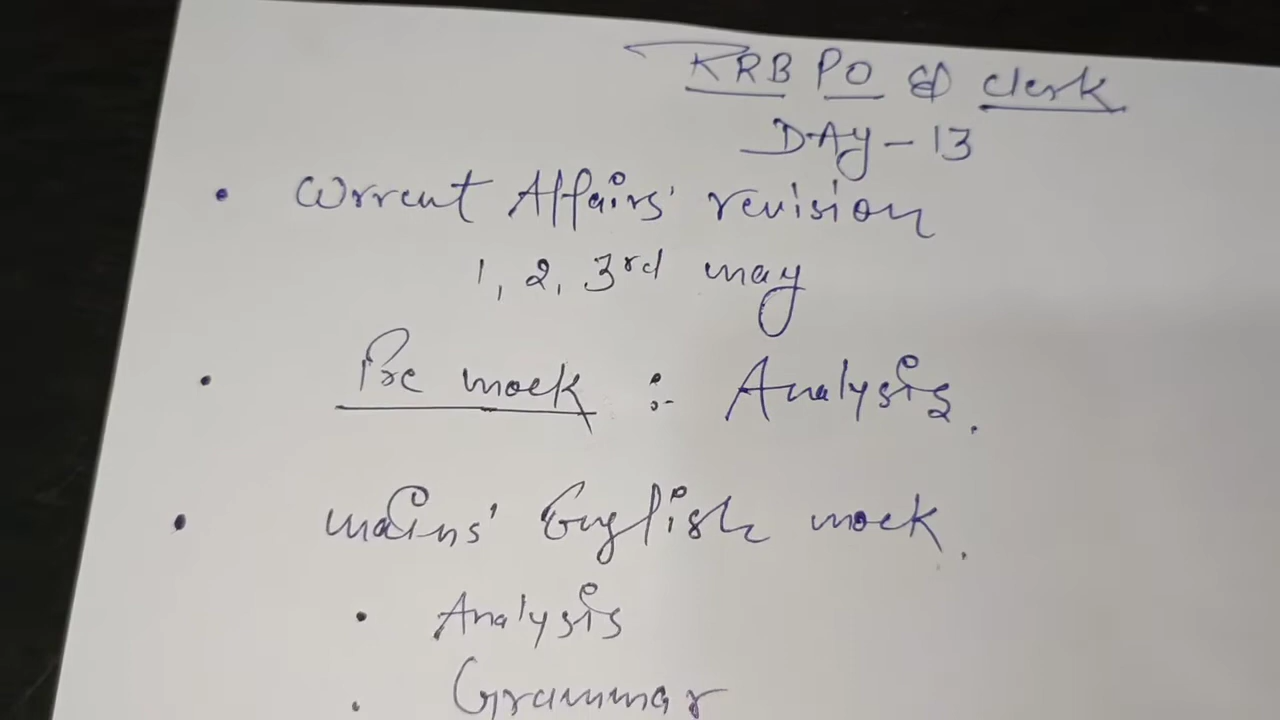 RRB PO & Clerk
DAY-13
• Current Affairs' revision
1, 2, 3rd may
• Pre mock :- Analysis.
• mains' English mock.
• Analysis
• Grammar